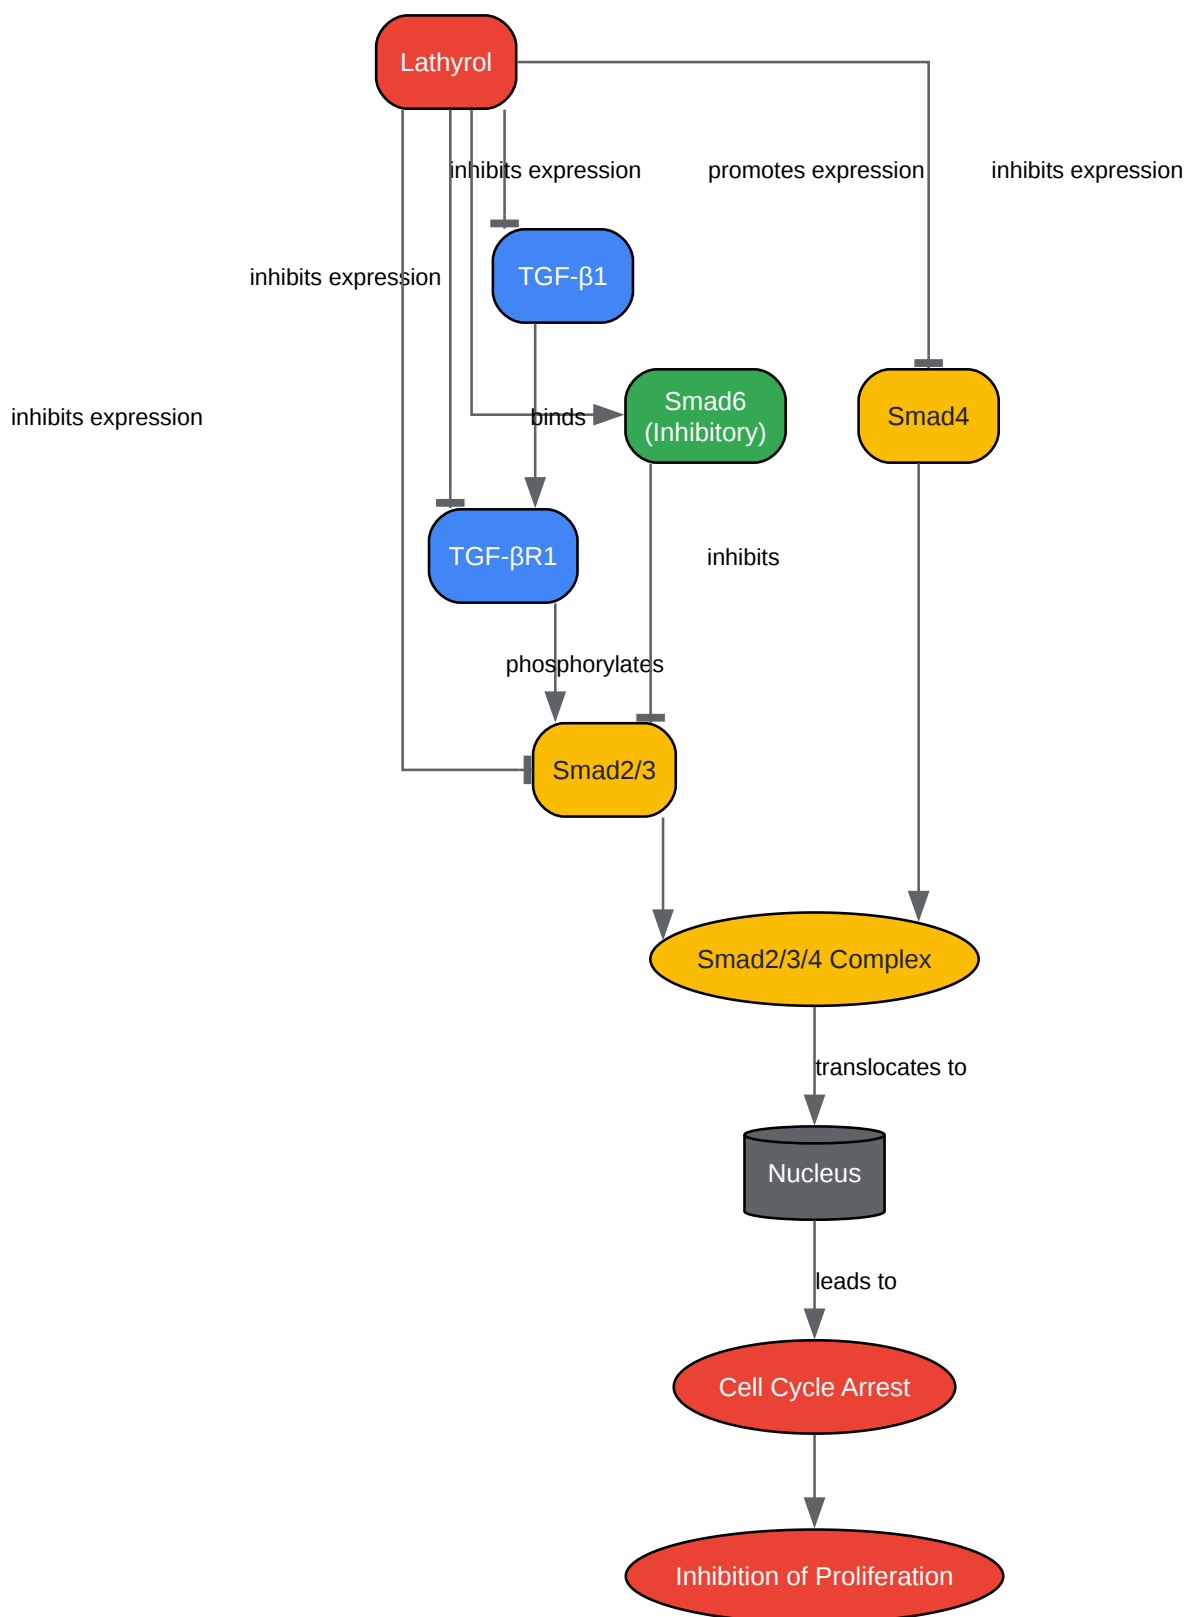 Lathyrol
inhibits expression
promotes expression
inhibits expression
TGF-β1
inhibits expression
Smad6
(Inhibitory)
Smad4
inhibits expression
binds
TGF-βR1
inhibits
phosphorylates
Smad2/3
Smad2/3/4 Complex
translocates to
Nucleus
leads to
Cell Cycle Arrest
Inhibition of Proliferation